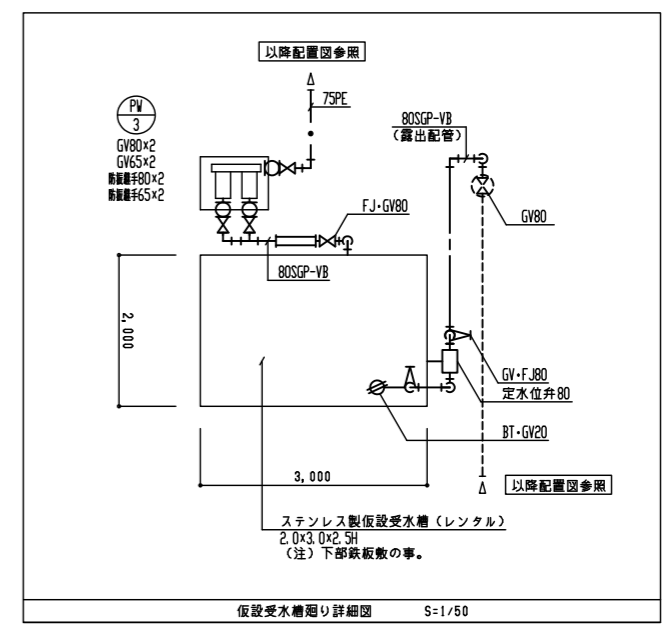 以降配置図参照
75PE
PW
3
GV80×2
GV65×2
防振継手80×2
防振継手65×2
80SGP-VB
(露出配管)
FJ・GV80
GV80
80SGP-VB
2,000
GV・FJ80
定水位弁80
BT・GV20
3,000
以降配置図参照
ステンレス製仮設受水槽(レンタル)
2.0×3.0×2.5H
(注)下部鉄板敷の事。
仮設受水槽廻り詳細図 S=1/50